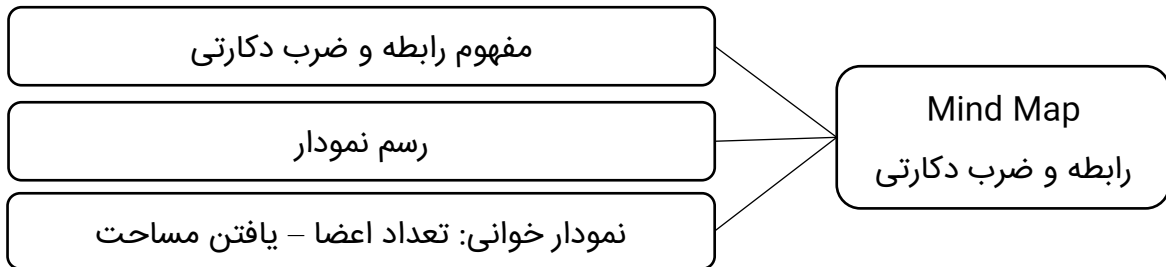 Mind Map
رابطه و ضرب دکارتی
مفهوم رابطه و ضرب دکارتی
رسم نمودار
نمودار خوانی: تعداد اعضا – یافتن مساحت